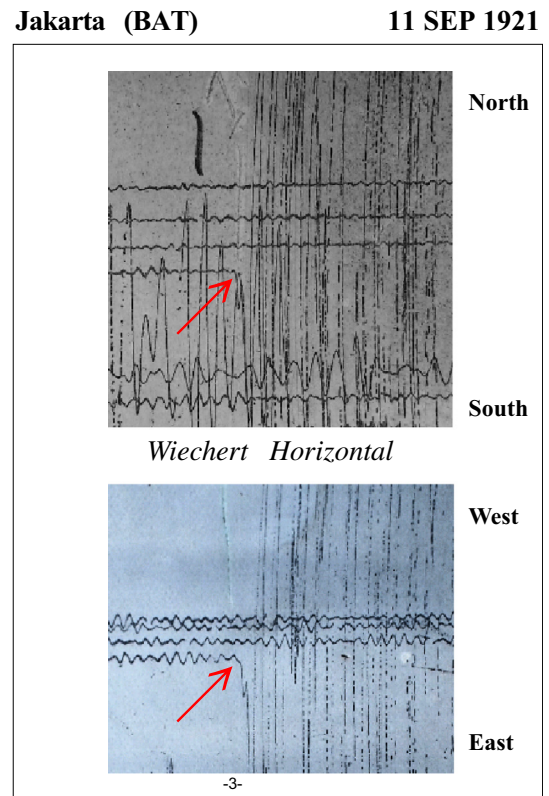 Jakarta (BAT) 11 SEP 1921
North
South
Wiechert Horizontal
West
East
-3-